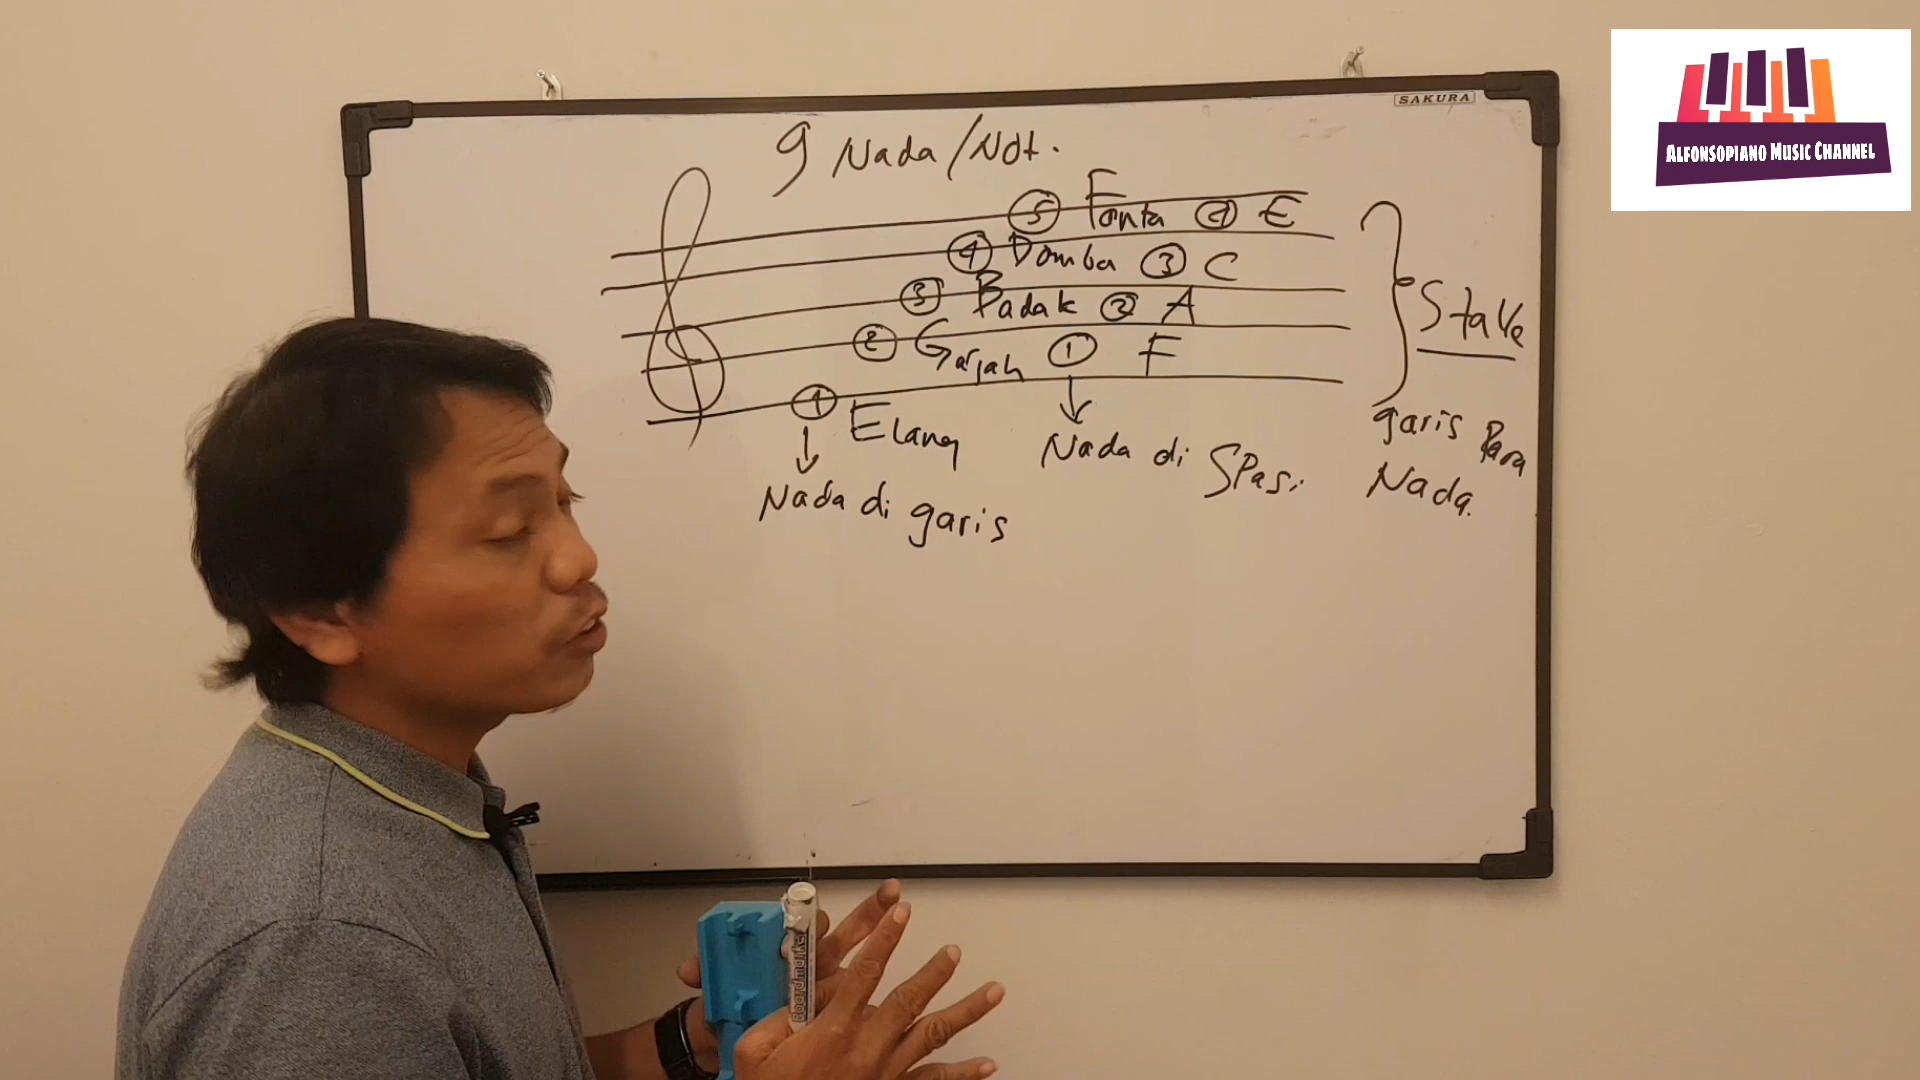 SAKURA
ALFONSOPIANO MUSIC CHANNEL
9 Nada/Not.
5 Fanta 4 E
4 Domba 3 C
3 Badak 2 A
2 Gajah 1 F
1 Elang
Nada di garis
Nada di Spasi
Stave
garis Para
Nada.
Boardmarker